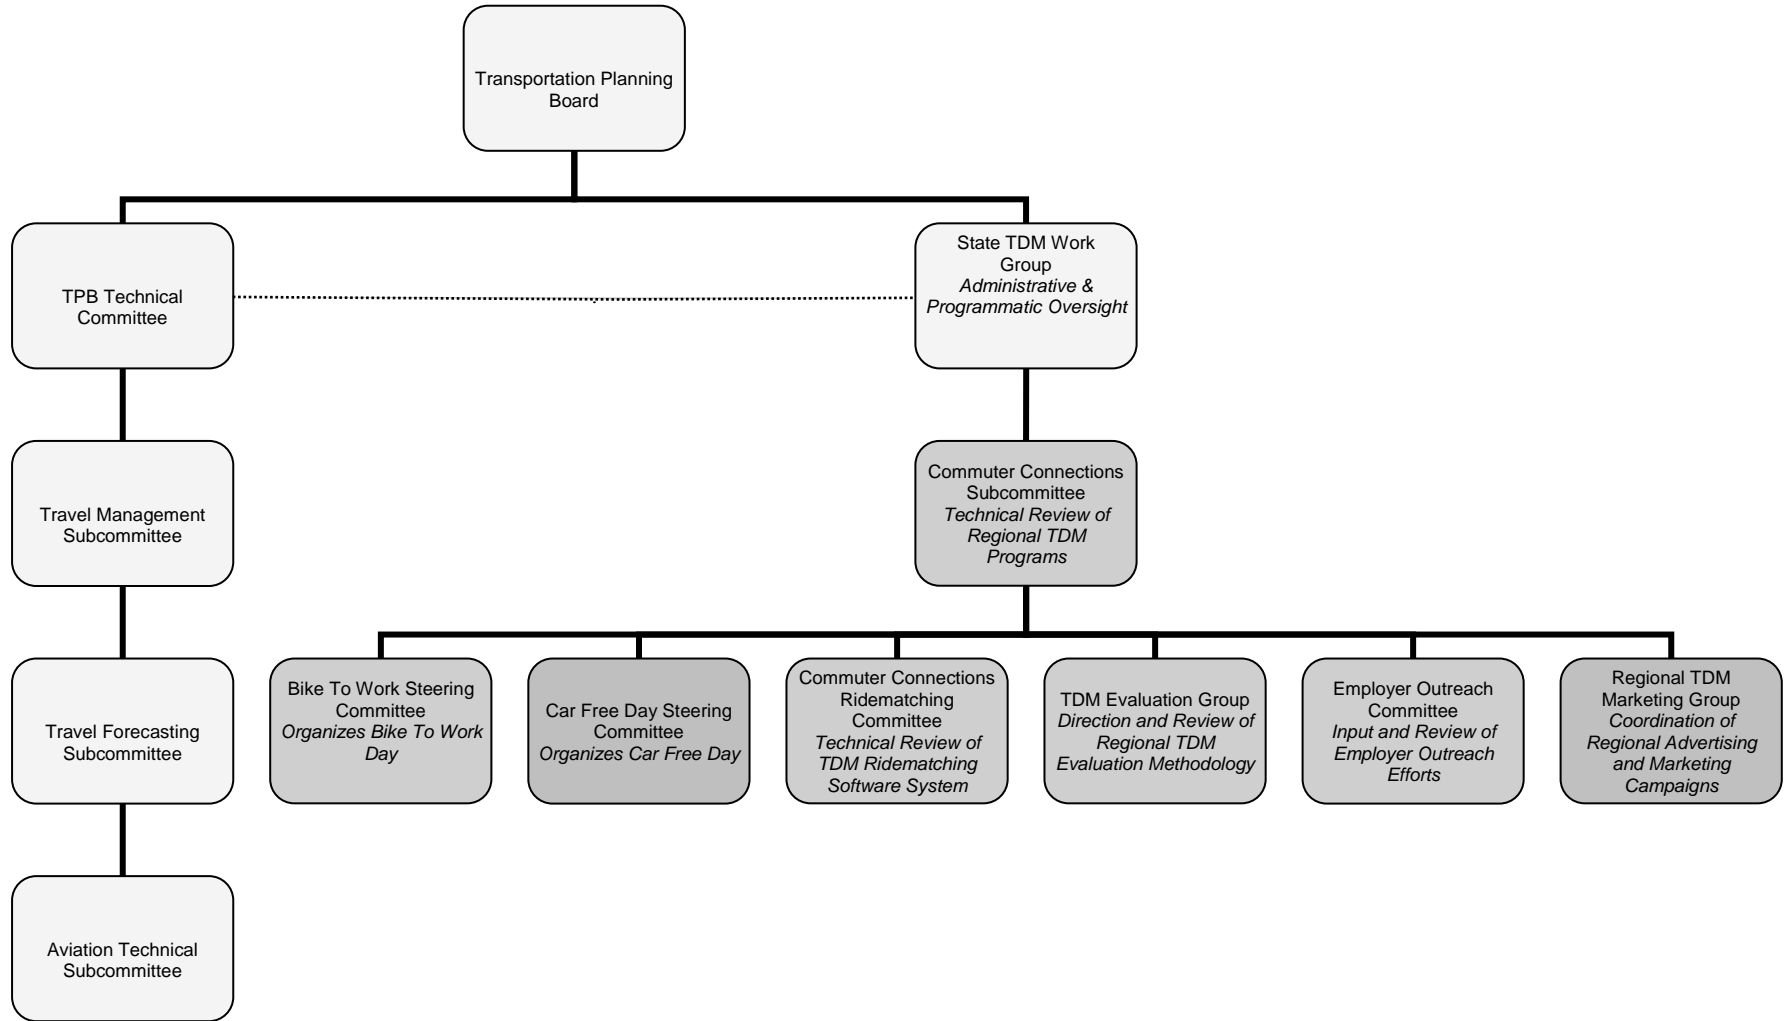 Transportation Planning
Board
TPB Technical
Committee
State TDM Work
Group
Administrative &
Programmatic Oversight
Travel Management
Subcommittee
Commuter Connections
Subcommittee
Technical Review of
Regional TDM
Programs
Travel Forecasting
Subcommittee
Bike To Work Steering
Committee
Organizes Bike To Work
Day
Car Free Day Steering
Committee
Organizes Car Free Day
Commuter Connections
Ridematching
Committee
Technical Review of
TDM Ridematching
Software System
TDM Evaluation Group
Direction and Review of
Regional TDM
Evaluation Methodology
Employer Outreach
Committee
Input and Review of
Employer Outreach
Efforts
Regional TDM
Marketing Group
Coordination of
Regional Advertising
and Marketing
Campaigns
Aviation Technical
Subcommittee